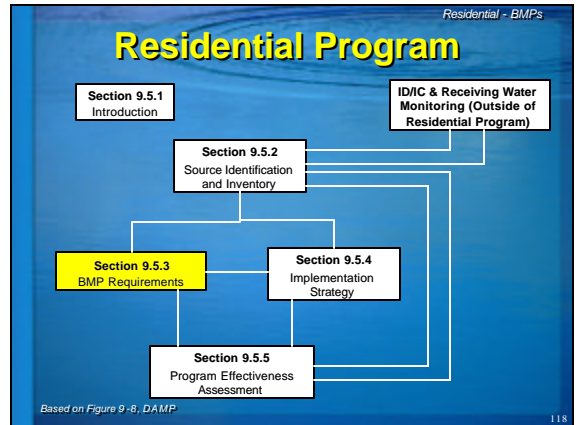 Residential - BMPs
Residential Program
Section 9.5.1
Introduction
ID/IC & Receiving Water
Monitoring (Outside of
Residential Program)
Section 9.5.2
Source Identification
and Inventory
Section 9.5.3
BMP Requirements
Section 9.5.4
Implementation
Strategy
Section 9.5.5
Program Effectiveness
Assessment
Based on Figure 9-8, DAMP
118